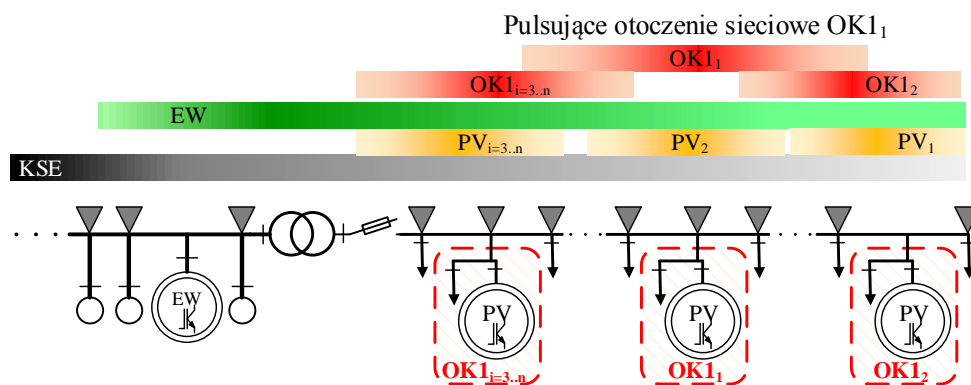 Pulsujące otoczenie sieciowe OK1₁
OK1₁
OK1ᵢ₌₃..ₙ OK1₂
EW
PVᵢ₌₃..ₙ PV₂ PV₁
KSE
EW PV PV PV
OK1ᵢ₌₃..ₙ OK1₁ OK1₂